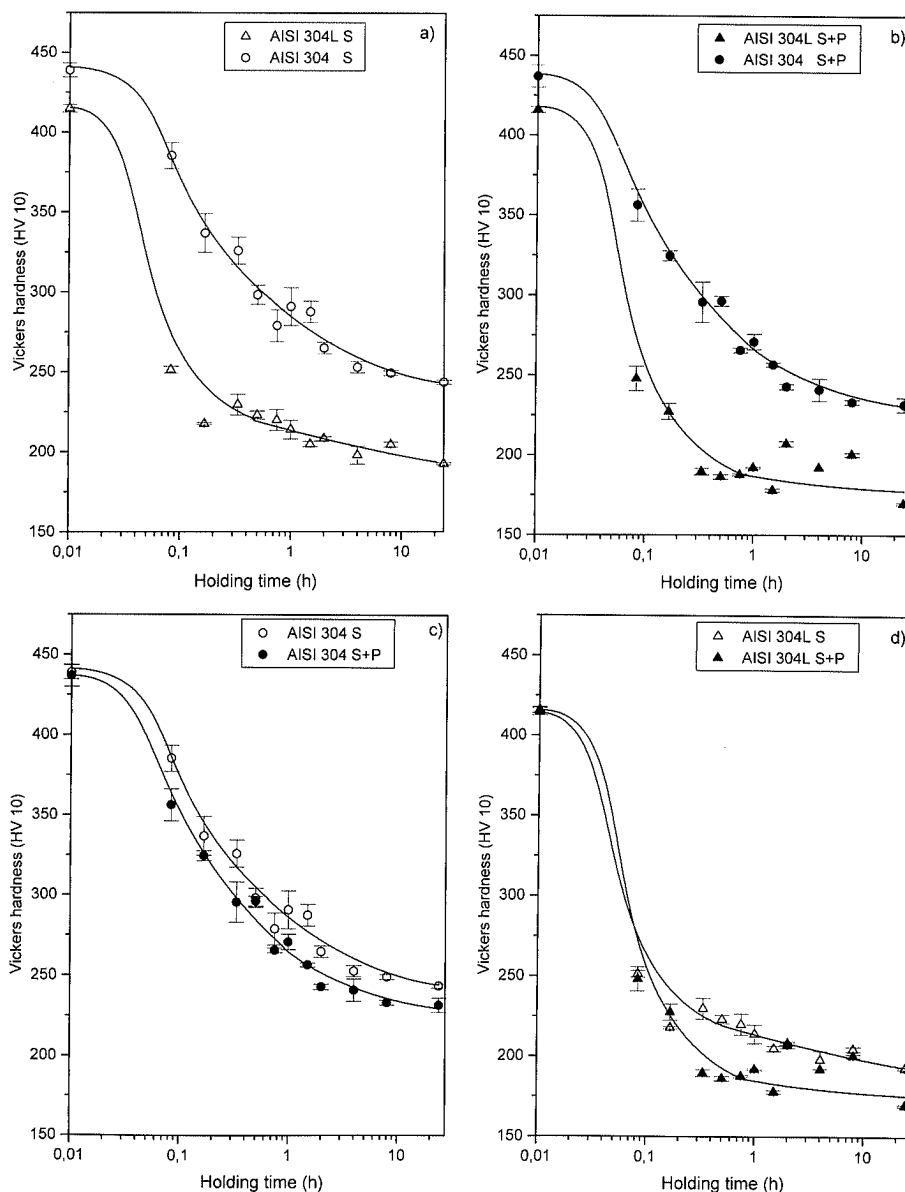 AISI 304L S
AISI 304 S
a)
450
400
350
300
250
200
150
Vickers hardness (HV 10)
0,01
0,1
1
10
Holding time (h)
AISI 304L S+P
AISI 304 S+P
b)
450
400
350
300
250
200
150
Vickers hardness (HV 10)
0,01
0,1
1
10
Holding time (h)
AISI 304 S
AISI 304 S+P
c)
450
400
350
300
250
200
150
Vickers hardness (HV 10)
0,01
0,1
1
10
Holding time (h)
AISI 304L S
AISI 304L S+P
d)
450
400
350
300
250
200
150
Vickers hardness (HV 10)
0,01
0,1
1
10
Holding time (h)